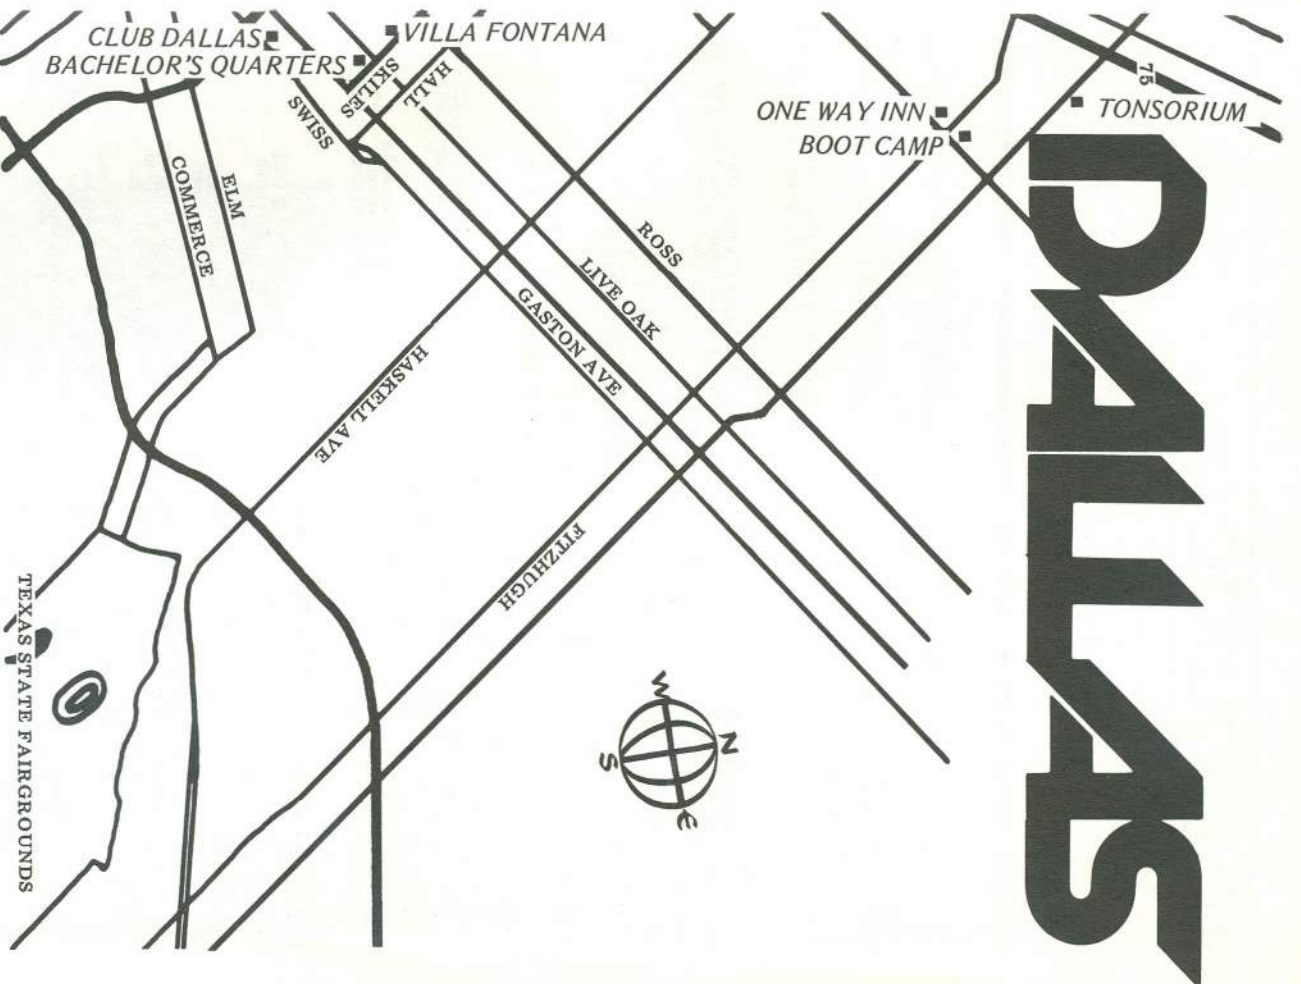 CLUB DALLAS
VILLA FONTANA
BACHELOR'S QUARTERS
SKILES
HALL
SWISS
75
ONE WAY INN
TONSORIUM
BOOT CAMP
COMMERCE
ELM
ROSS
LIVE OAK
GASTON AVE
HASKELL AVE
FITZHUGH
TEXAS STATE FAIRGROUNDS
W
N
S
E
DALLAS